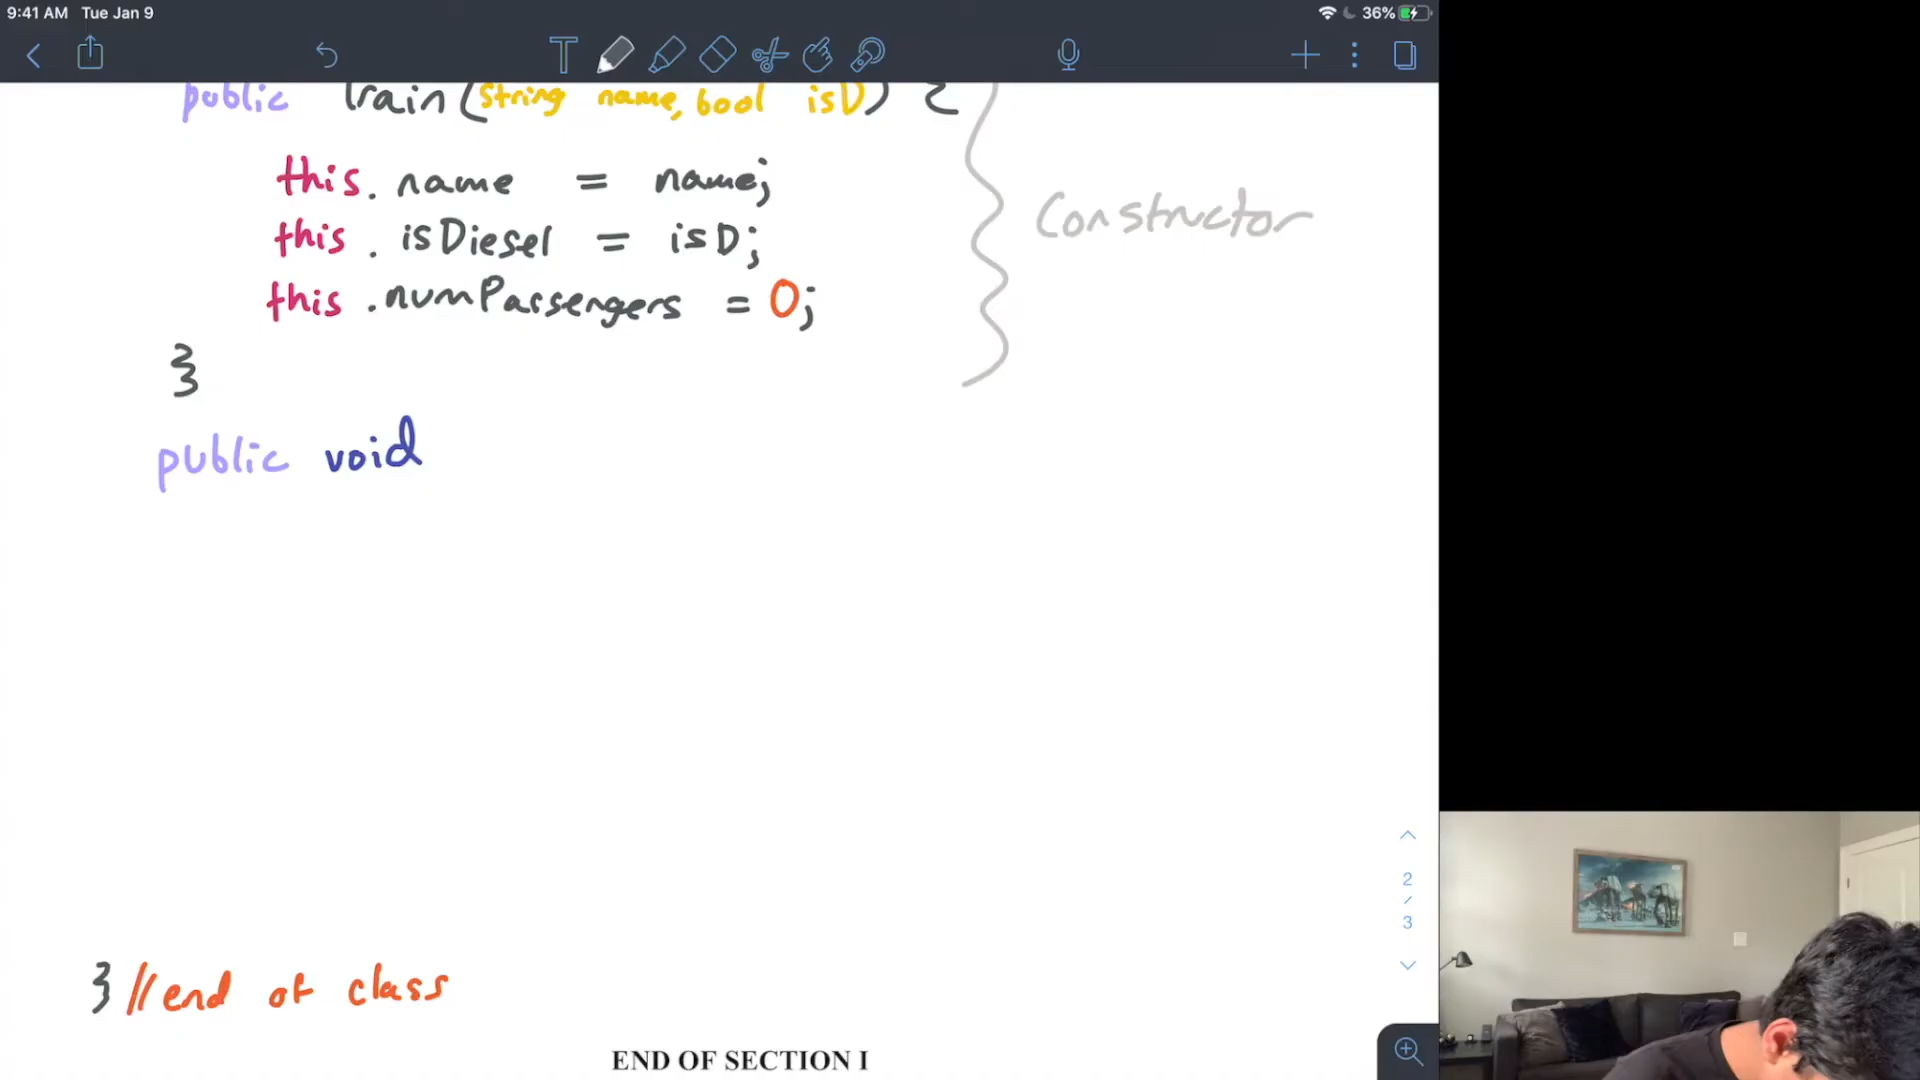 9:41 AM Tue Jan 9 36%
T
public Train(String name, bool isD) {
this. name = name;
this . isDiesel = isD;
this .numPassengers = 0;
Constructor
}
public void
2
/
3
} //end of class
END OF SECTION I